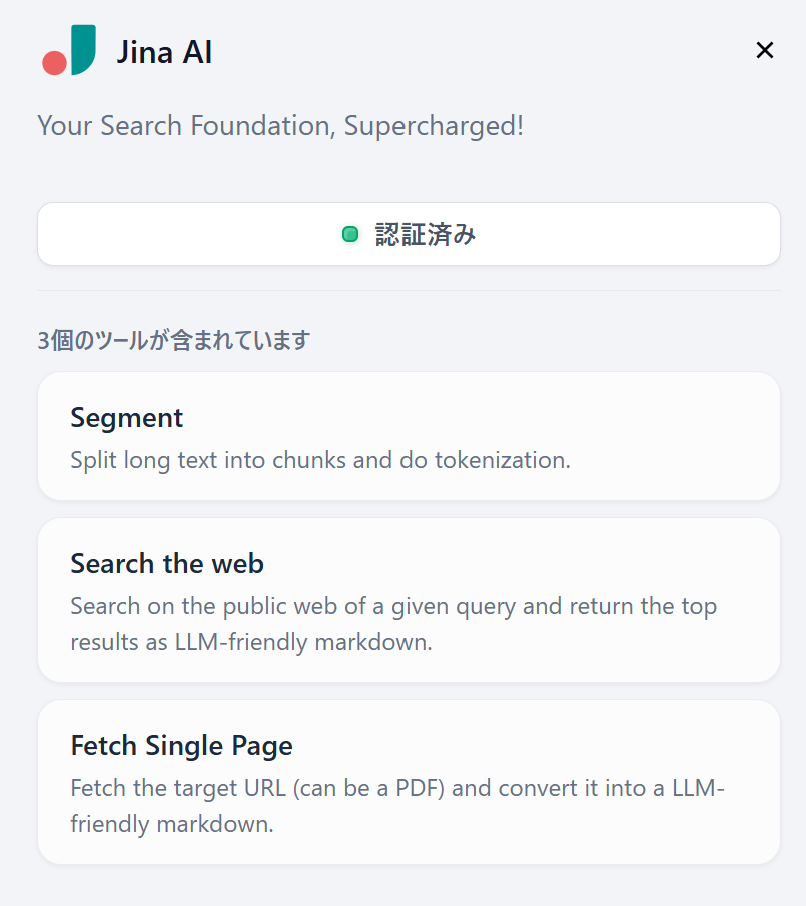 Jina AI
Your Search Foundation, Supercharged!
認証済み
3個のツールが含まれています
Segment
Split long text into chunks and do tokenization.
Search the web
Search on the public web of a given query and return the top
results as LLM-friendly markdown.
Fetch Single Page
Fetch the target URL (can be a PDF) and convert it into a LLM-
friendly markdown.